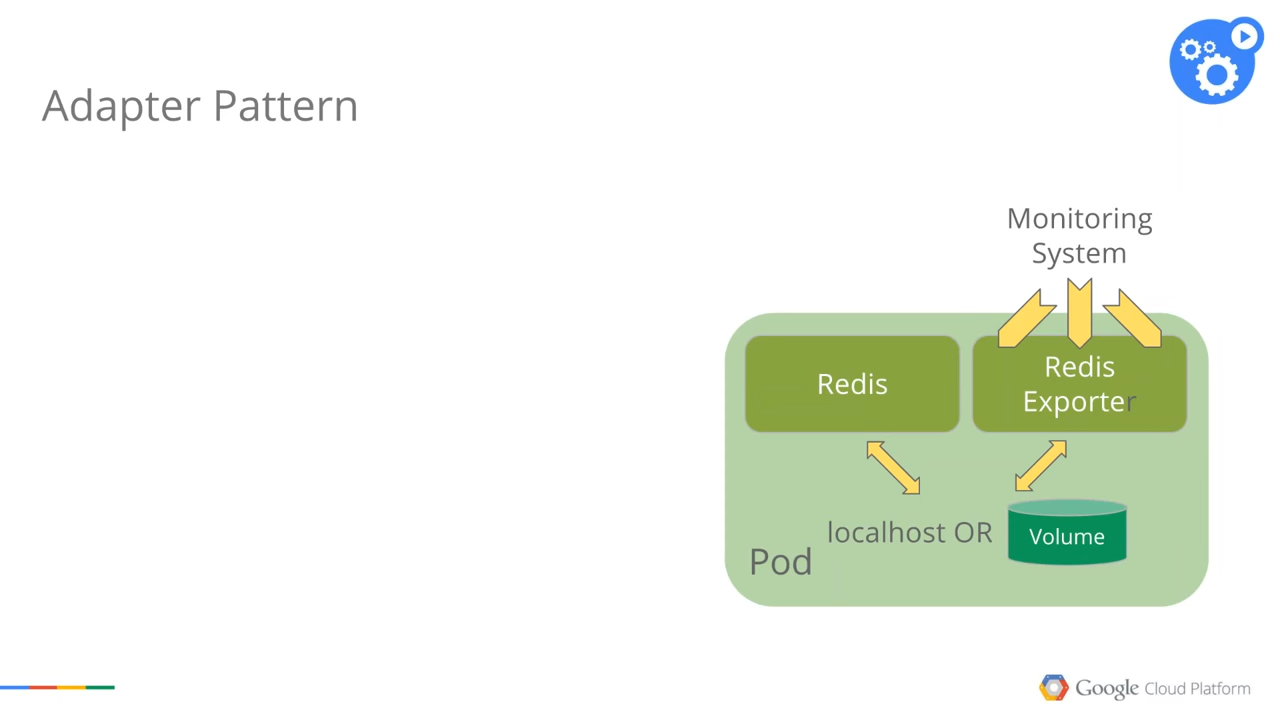 Adapter Pattern
Monitoring
System
Redis
Redis
Exporter
localhost OR
Volume
Pod
Google Cloud Platform